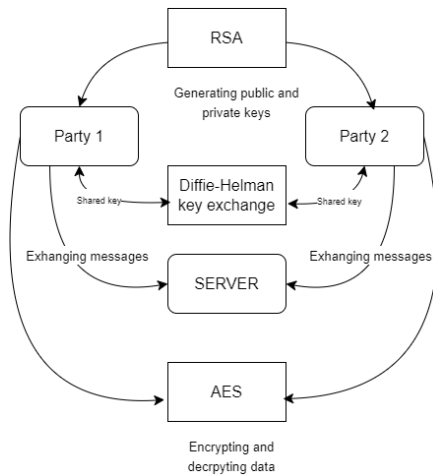 RSA
Generating public and
private keys
Party 1
Party 2
Diffie-Helman
key exchange
Shared key
Shared key
Exhanging messages
Exhanging messages
SERVER
AES
Encrypting and
decrpyting data